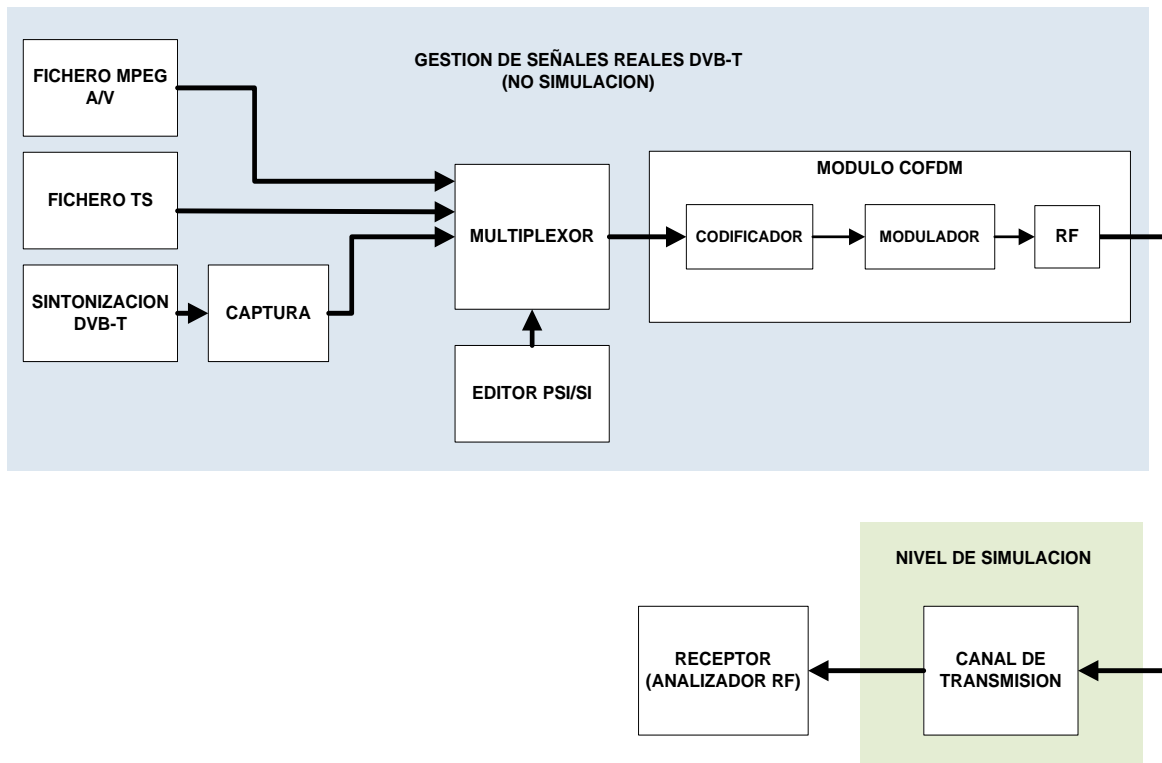 GESTION DE SEÑALES REALES DVB-T
(NO SIMULACION)
FICHERO MPEG
A/V
FICHERO TS
SINTONIZACION
DVB-T
CAPTURA
MULTIPLEXOR
EDITOR PSI/SI
MODULO COFDM
CODIFICADOR
MODULADOR
RF
NIVEL DE SIMULACION
RECEPTOR
(ANALIZADOR RF)
CANAL DE
TRANSMISION